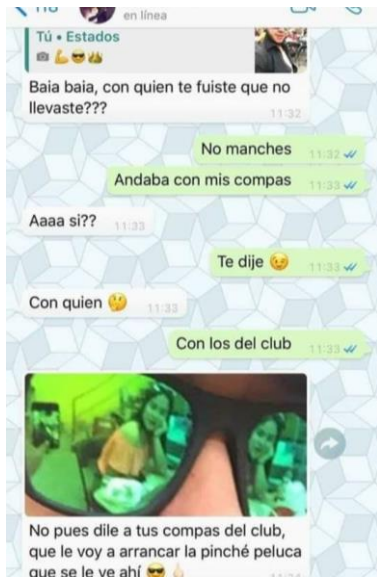 en línea
Tú • Estados
Baia baia, con quien te fuiste que no
llevaste???
11:32
No manches
11:32
Andaba con mis compas
11:33
Aaaa si??
11:33
Te dije 😉
11:33
Con quien 🤔
11:33
Con los del club
11:33
No pues dile a tus compas del club,
que le voy a arrancar la pinché peluca
que se le ve ahí 😎